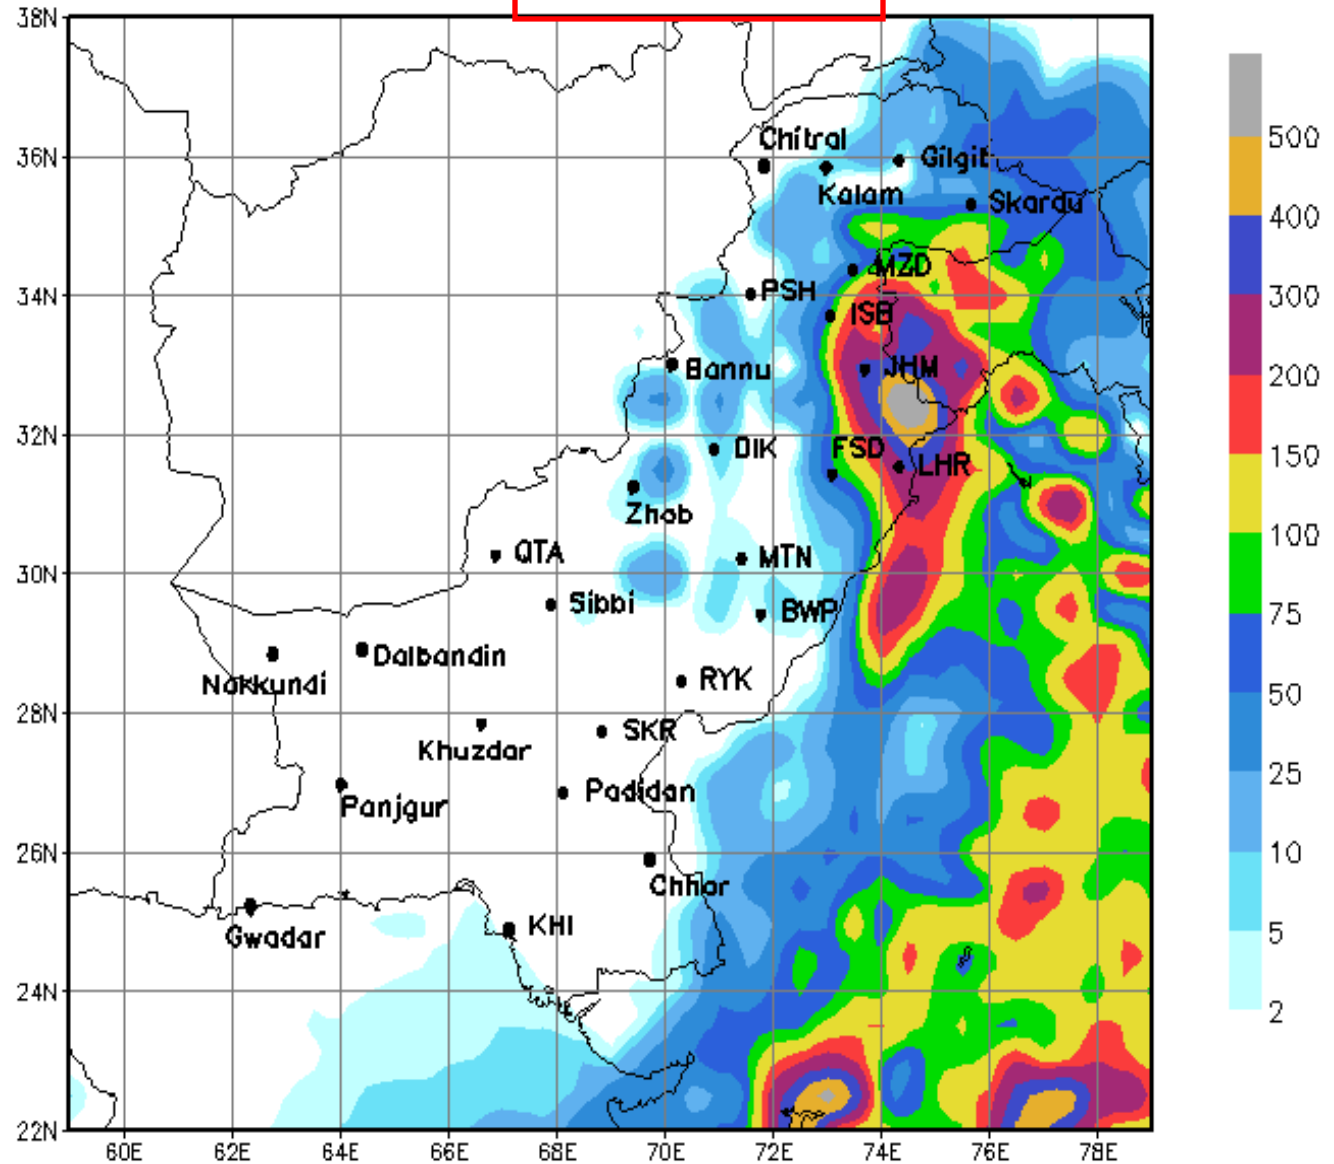 38N
36N
34N
32N
30N
28N
26N
24N
22N
60E 62E 64E 66E 68E 70E 72E 74E 76E 78E
Chitral
Kalam
Gilgit
Skardu
MZD
PSH
ISB
Bannu
JHM
DIK
FSD
LHR
Zhob
QTA
MTN
Sibbi
BWP
Dalbandin
Nokkundi
RYK
Khuzdar
SKR
Panjgur
Padidan
Chhor
Gwadar
KHI
500
400
300
200
150
100
75
50
25
10
5
2